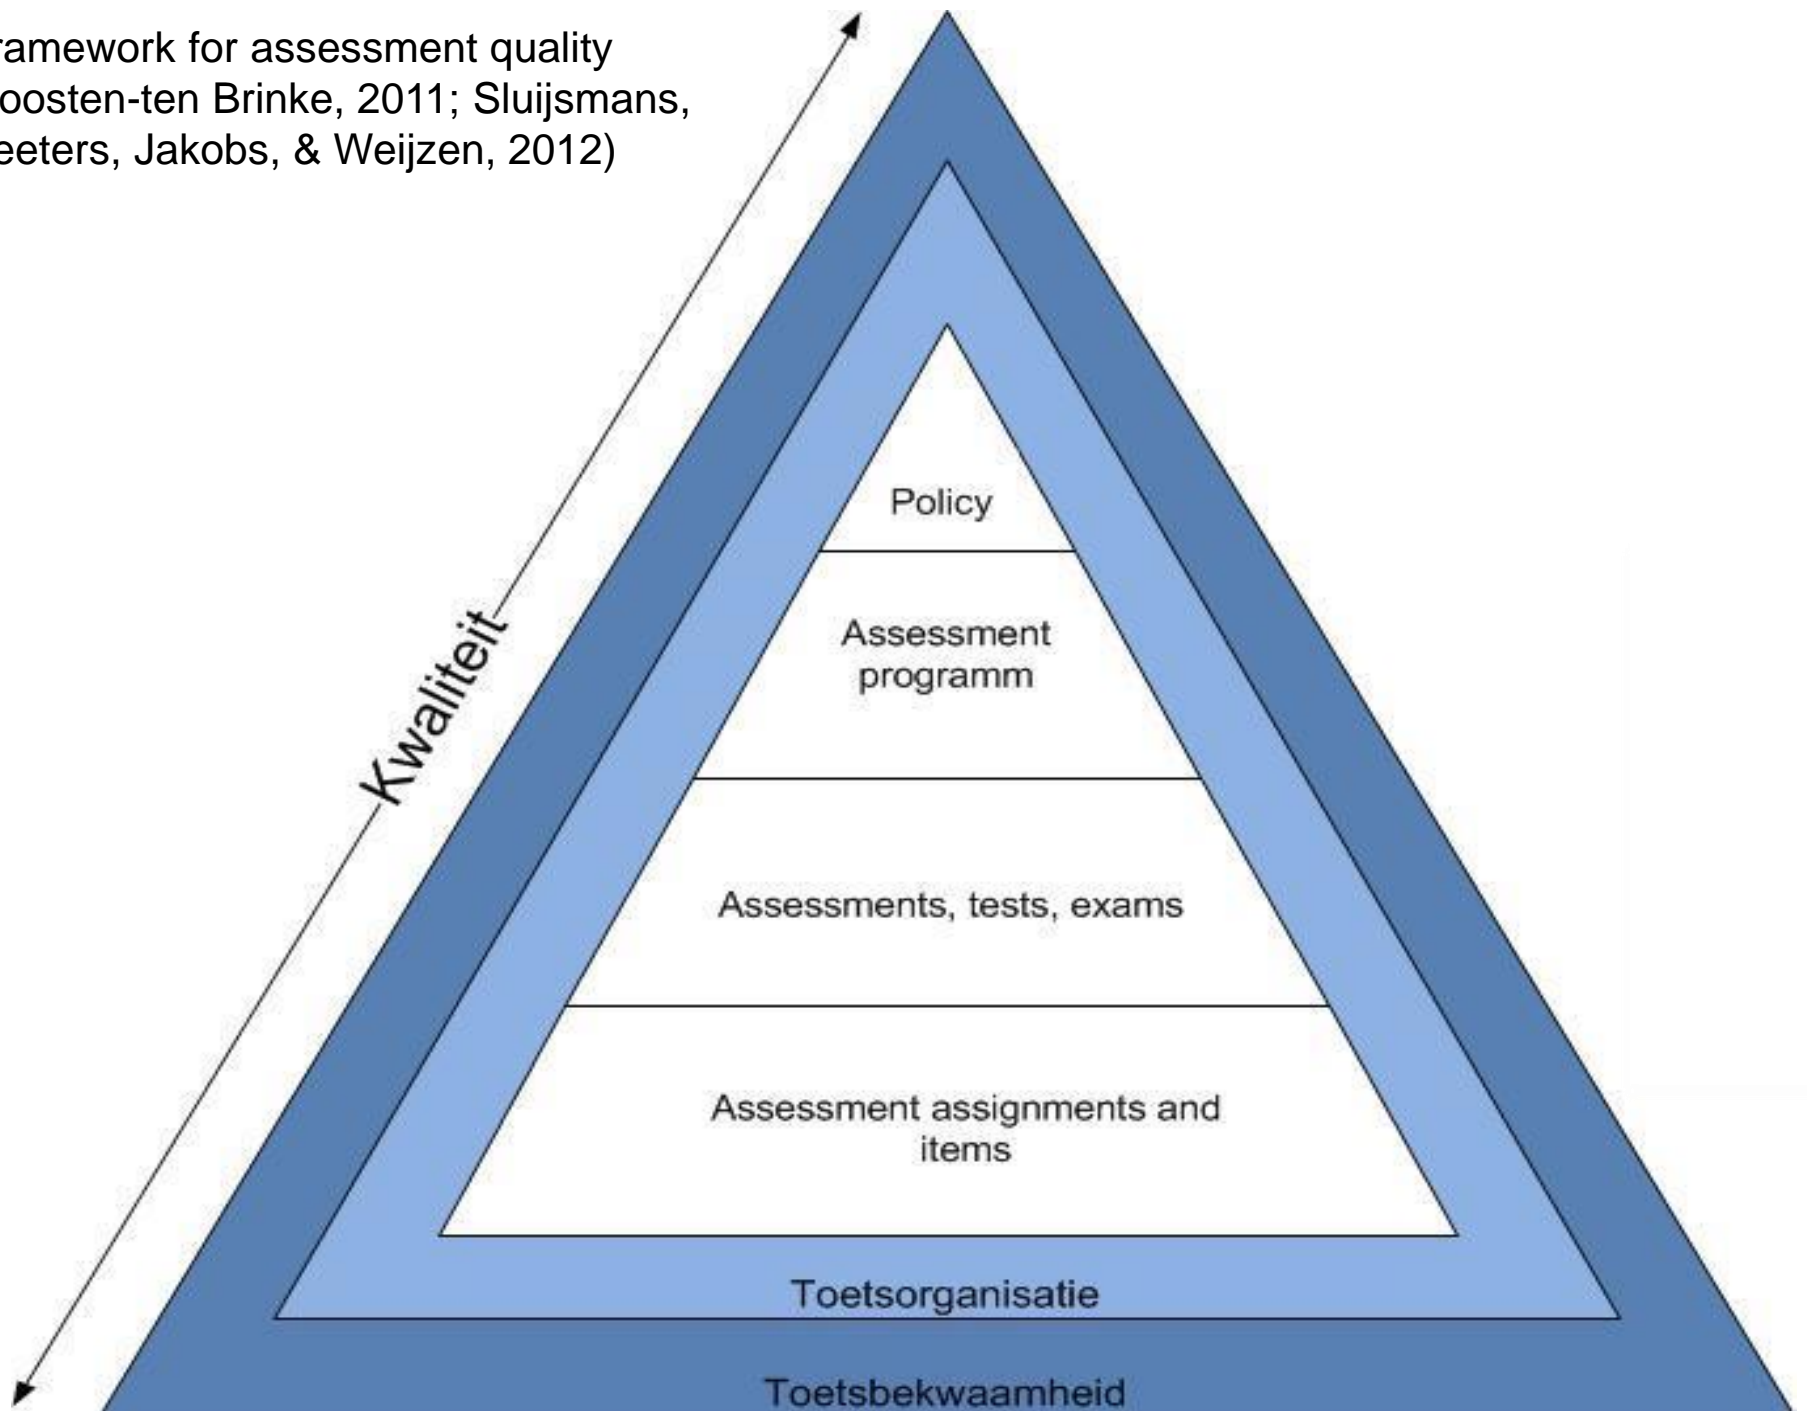 ramework for assessment quality
oosten-ten Brinke, 2011; Sluijsmans,
eeters, Jakobs, & Weijzen, 2012)
Kwaliteit
Policy
Assessment
programm
Assessments, tests, exams
Assessment assignments and
items
Toetsorganisatie
Toetsbekwaamheid